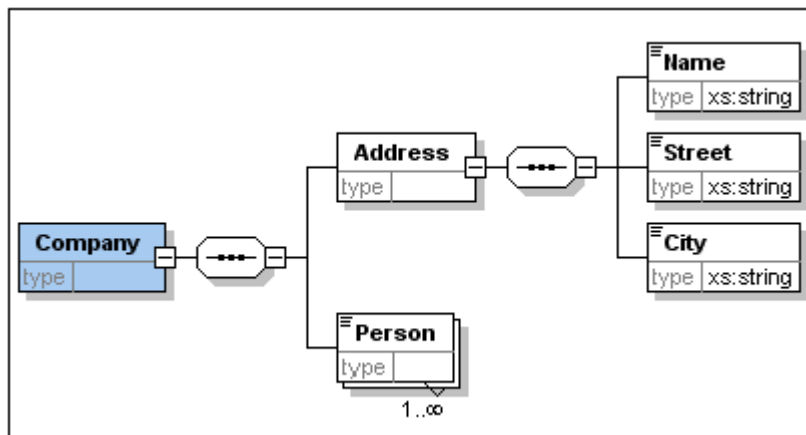 Name
type xs:string
Address
type
Street
type xs:string
Company
type
City
type xs:string
Person
type
1..∞